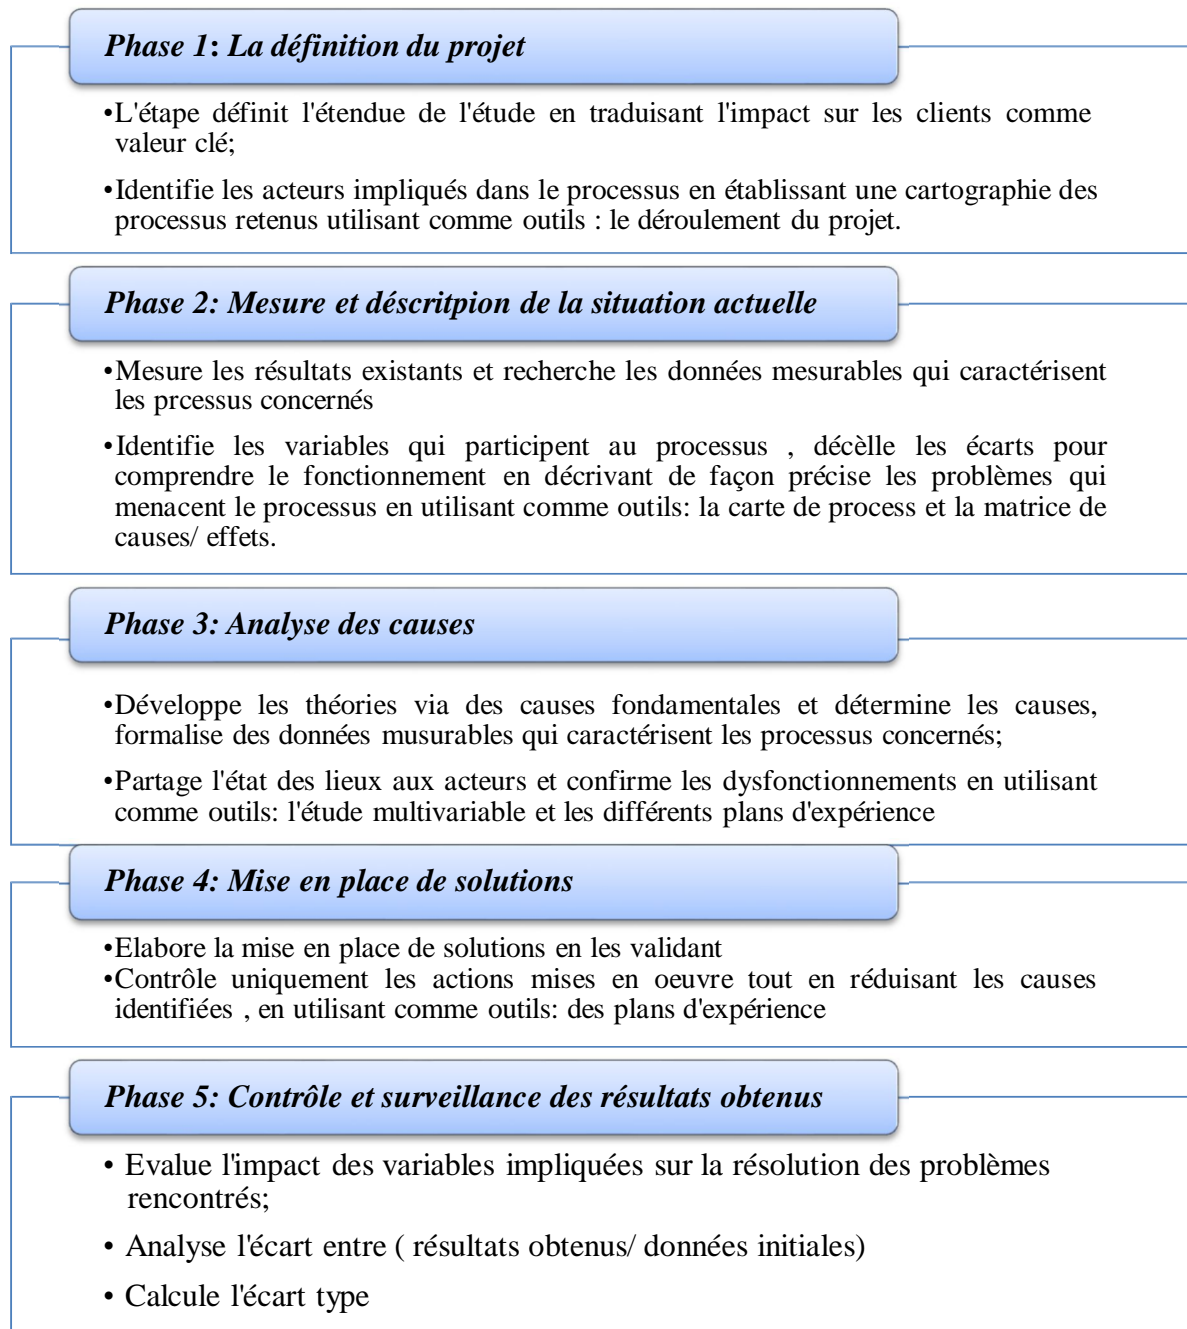 Phase 1: La définition du projet
•L'étape définit l'étendue de l'étude en traduisant l'impact sur les clients comme
valeur clé;
•Identifie les acteurs impliqués dans le processus en établissant une cartographie des
processus retenus utilisant comme outils : le déroulement du projet.
Phase 2: Mesure et déscritpion de la situation actuelle
•Mesure les résultats existants et recherche les données mesurables qui caractérisent
les prcessus concernés
•Identifie les variables qui participent au processus , décèlle les écarts pour
comprendre le fonctionnement en décrivant de façon précise les problèmes qui
menacent le processus en utilisant comme outils: la carte de process et la matrice de
causes/ effets.
Phase 3: Analyse des causes
•Développe les théories via des causes fondamentales et détermine les causes,
formalise des données musurables qui caractérisent les processus concernés;
•Partage l'état des lieux aux acteurs et confirme les dysfonctionnements en utilisant
comme outils: l'étude multivariable et les différents plans d'expérience
Phase 4: Mise en place de solutions
•Elabore la mise en place de solutions en les validant
•Contrôle uniquement les actions mises en oeuvre tout en réduisant les causes
identifiées , en utilisant comme outils: des plans d'expérience
Phase 5: Contrôle et surveillance des résultats obtenus
• Evalue l'impact des variables impliquées sur la résolution des problèmes
rencontrés;
• Analyse l'écart entre ( résultats obtenus/ données initiales)
• Calcule l'écart type